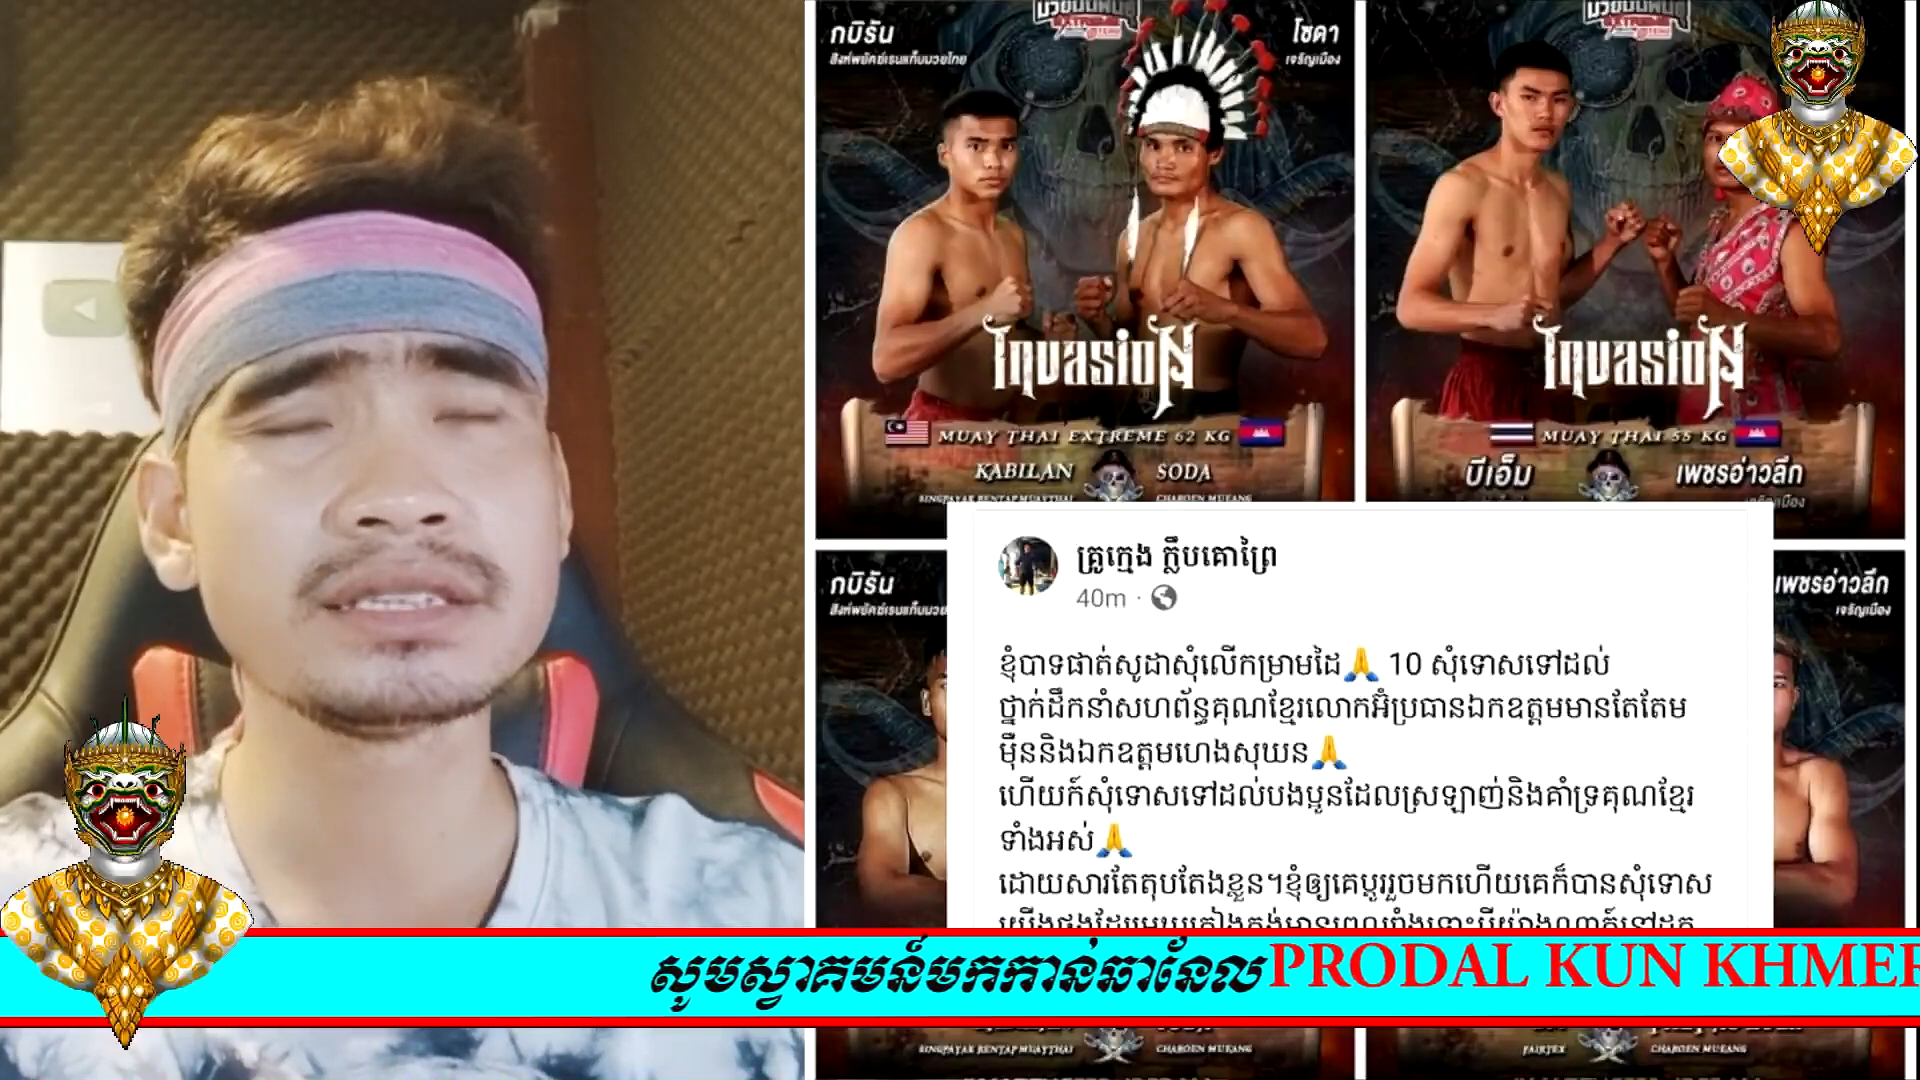 กบิรัน
สิงห์พยัคช์เรนแท็บมวยไทย
โซดา
เจริญเมือง
InvasioN
MUAY THAI EXTREME 62 KG
KABILAN
SODA
SINGPAYAK RENTAP MUAYTHAI
CHAROEN MUEANG
InvasioN
MUAY THAI 55 KG
บีเอ็ม
เพชรอ่าวลึก
เจริญเมือง
กบิรัน
เพชรอ่าวลึก
เจริญเมือง
គ្រូក្មេង ក្លឹបគោព្រៃ
40m ·
ខ្ញុំបាទផាត់សូដាសុំលើកម្រាមដៃ🙏 10 សុំទោសទៅដល់
ថ្នាក់ដឹកនាំសហព័ន្ធគុណខ្មែរលោកអ៊ំប្រធានឯកឧត្តមមានតែតែម
ម៉ឺននិងឯកឧត្តមហេងសុឃន🙏
ហើយក៍សុំទោសទៅដល់បងប្អូនដែលស្រឡាញ់និងគាំទ្រគុណខ្មែរ
ទាំងអស់🙏
ដោយសារតែតុបតែងខ្លួន។ខ្ញុំឲ្យគេប្តូររួចមកហើយគេក៏បានសុំទោស
សូមស្វាគមន៍មកកាន់ឆានែល PRODAL KUN KHMER
SINGPAYAK RENTAP MUAYTHAI
CHAROEN MUEANG
FAIRTEX
CHAROEN MUEANG